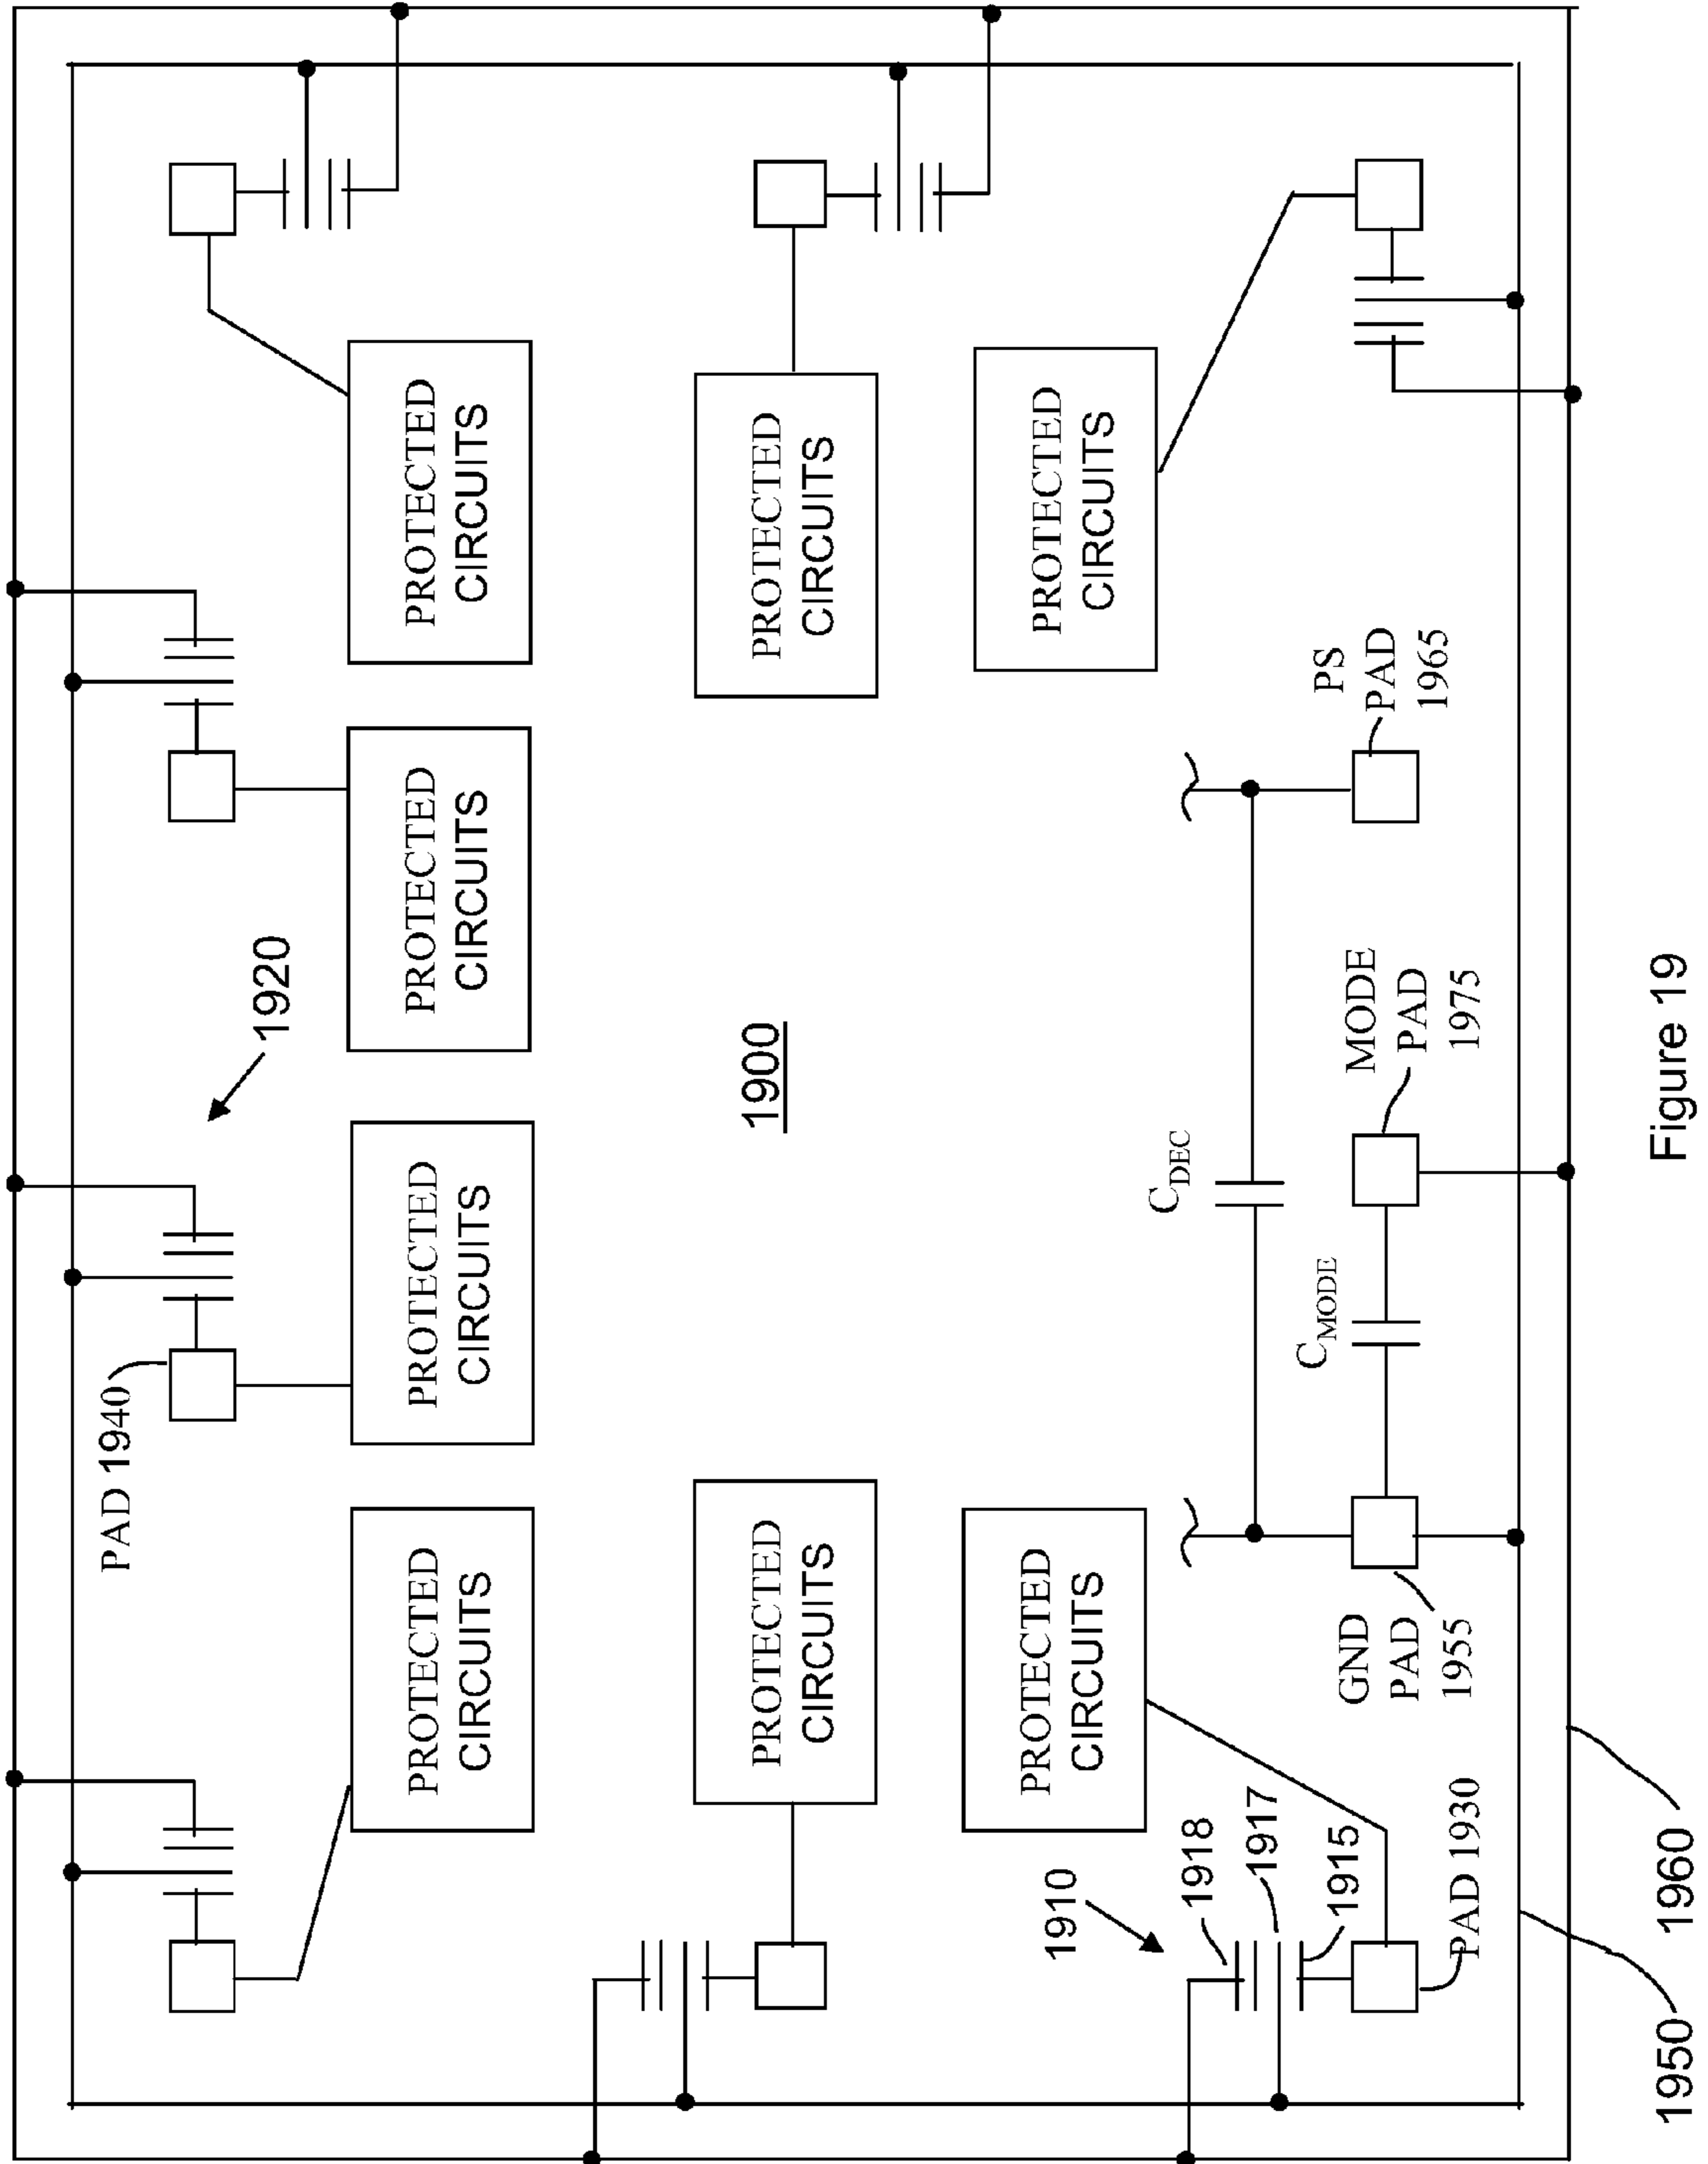 PAD 1940
1920
PROTECTED
CIRCUITS
PROTECTED
CIRCUITS
PROTECTED
CIRCUITS
PROTECTED
CIRCUITS
PROTECTED
CIRCUITS
1900
PROTECTED
CIRCUITS
1910
PROTECTED
CIRCUITS
PROTECTED
CIRCUITS
CDEC
1918
1917
1915
CMODE
GND
PAD
1955
MODE
PAD
1975
PS
PAD
1965
PAD 1930
1950
1960
Figure 19